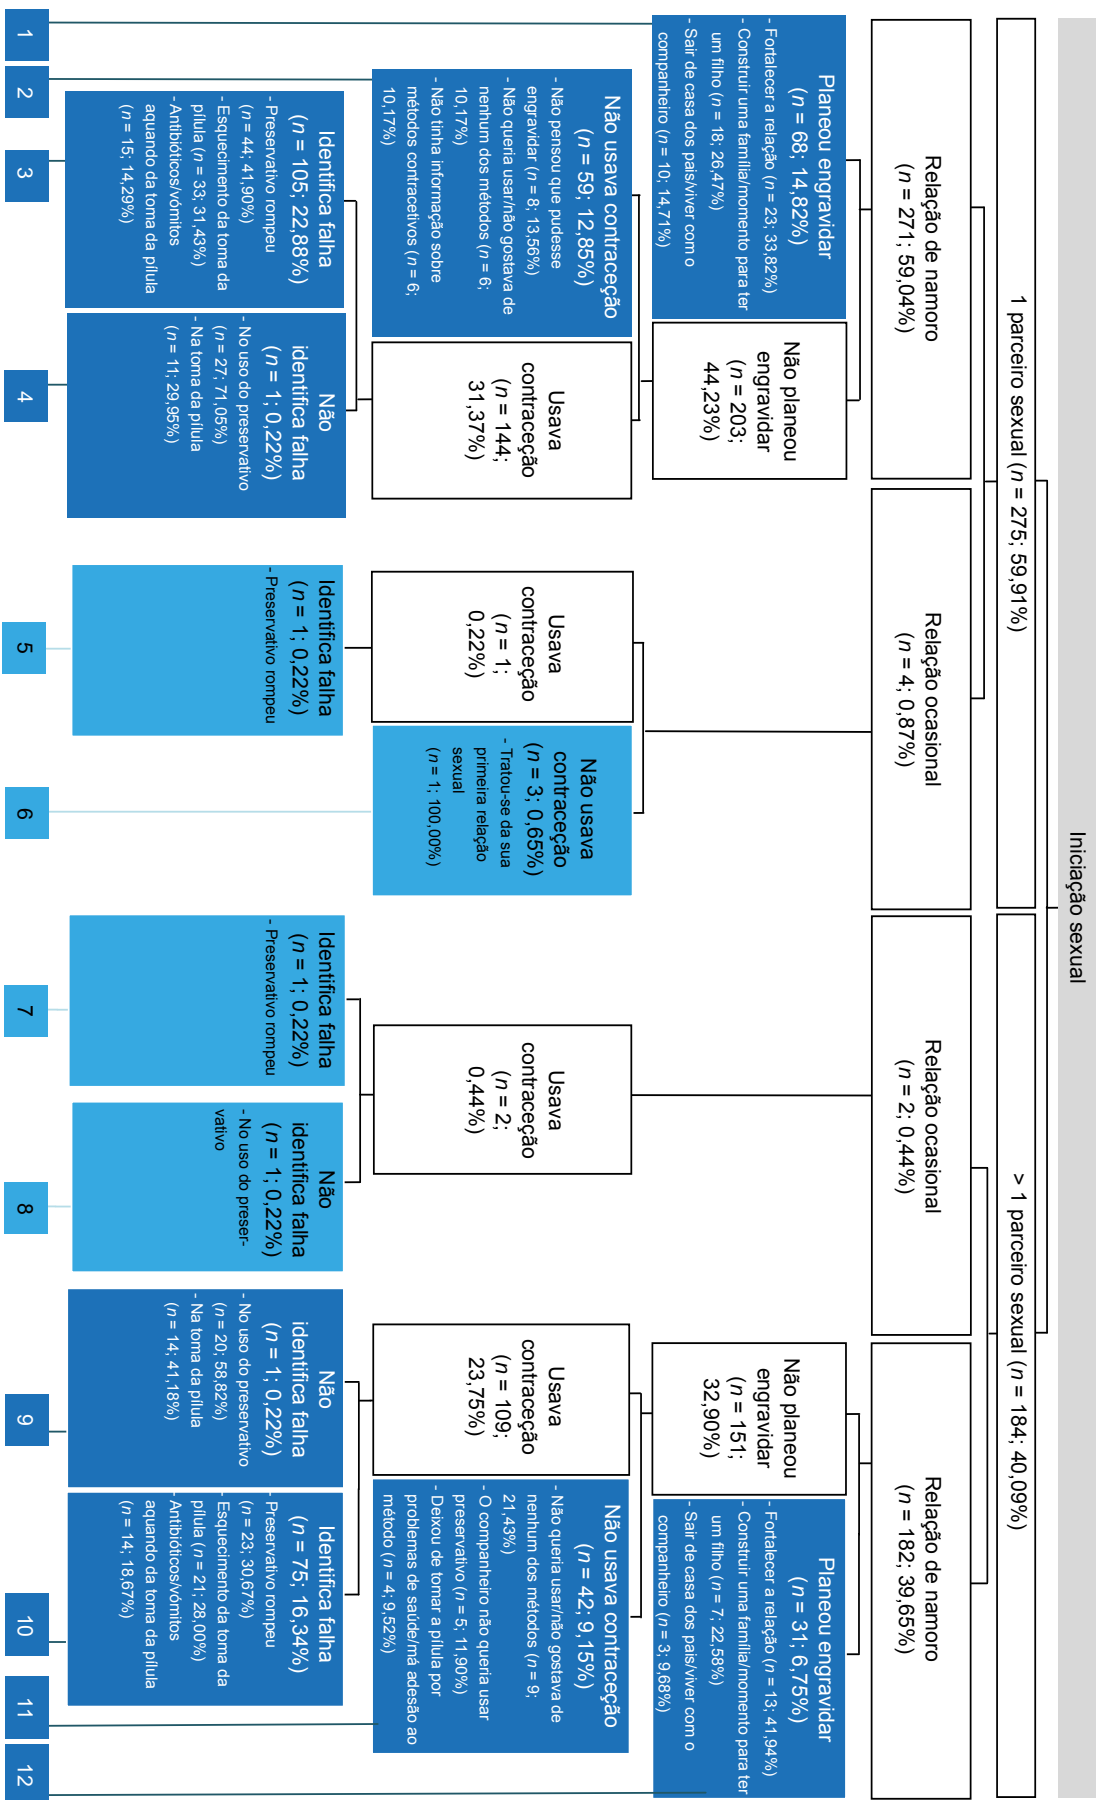 Iniciação sexual
1 parceiro sexual (n = 275; 59,91%)
> 1 parceiro sexual (n = 184; 40,09%)
Relação de namoro
(n = 271; 59,04%)
Relação ocasional
(n = 4; 0,87%)
Relação ocasional
(n = 2; 0,44%)
Relação de namoro
(n = 182; 39,65%)
Planeou engravidar
(n = 68; 14,82%)
- Fortalecer a relação (n = 23; 33,82%)
- Construir uma família/momento para ter
um filho (n = 18; 26,47%)
- Sair de casa dos pais/viver com o
companheiro (n = 10; 14,71%)
Não planeou
engravidar
(n = 203;
44,23%)
Não planeou
engravidar
(n = 151;
32,90%)
Planeou engravidar
(n = 31; 6,75%)
- Fortalecer a relação (n = 13; 41,94%)
- Construir uma família/momento para ter
um filho (n = 7; 22,58%)
- Sair de casa dos pais/viver com o
companheiro (n = 3; 9,68%)
Não usava contraceção
(n = 59; 12,85%)
- Não pensou que pudesse
engravidar (n = 8; 13,56%)
- Não queria usar/não gostava de
nenhum dos métodos (n = 6;
10,17%)
- Não tinha informação sobre
métodos contracetivos (n = 6;
10,17%)
Usava
contraceção
(n = 144;
31,37%)
Usava
contraceção
(n = 1;
0,22%)
Não usava
contraceção
(n = 3; 0,65%)
- Tratou-se da sua
primeira relação
sexual
(n = 1; 100,00%)
Usava
contraceção
(n = 2;
0,44%)
Usava
contraceção
(n = 109;
23,75%)
Não usava contraceção
(n = 42; 9,15%)
- Não queria usar/não gostava de
nenhum dos métodos (n = 9;
21,43%)
- O companheiro não queria usar
preservativo (n = 5; 11,90%)
- Deixou de tomar a pílula por
problemas de saúde/má adesão ao
método (n = 4; 9,52%)
Identifica falha
(n = 105; 22,88%)
- Preservativo rompeu
(n = 44; 41,90%)
- Esquecimento da toma da
pílula (n = 33; 31,43%)
- Antibióticos/vómitos
aquando da toma da pílula
(n = 15; 14,29%)
Não
identifica falha
(n = 1; 0,22%)
- No uso do preservativo
(n = 27; 71,05%)
- Na toma da pílula
(n = 11; 29,95%)
Identifica falha
(n = 1; 0,22%)
- Preservativo rompeu
Identifica falha
(n = 1; 0,22%)
- Preservativo rompeu
Não
identifica falha
(n = 1; 0,22%)
- No uso do preser-
vativo
Não
identifica falha
(n = 1; 0,22%)
- No uso do preservativo
(n = 20; 58,82%)
- Na toma da pílula
(n = 14; 41,18%)
Identifica falha
(n = 75; 16,34%)
- Preservativo rompeu
(n = 23; 30,67%)
- Esquecimento da toma da
pílula (n = 21; 28,00%)
- Antibióticos/vómitos
aquando da toma da pílula
(n = 14; 18,67%)
1
2
3
4
5
6
7
8
9
10
11
12